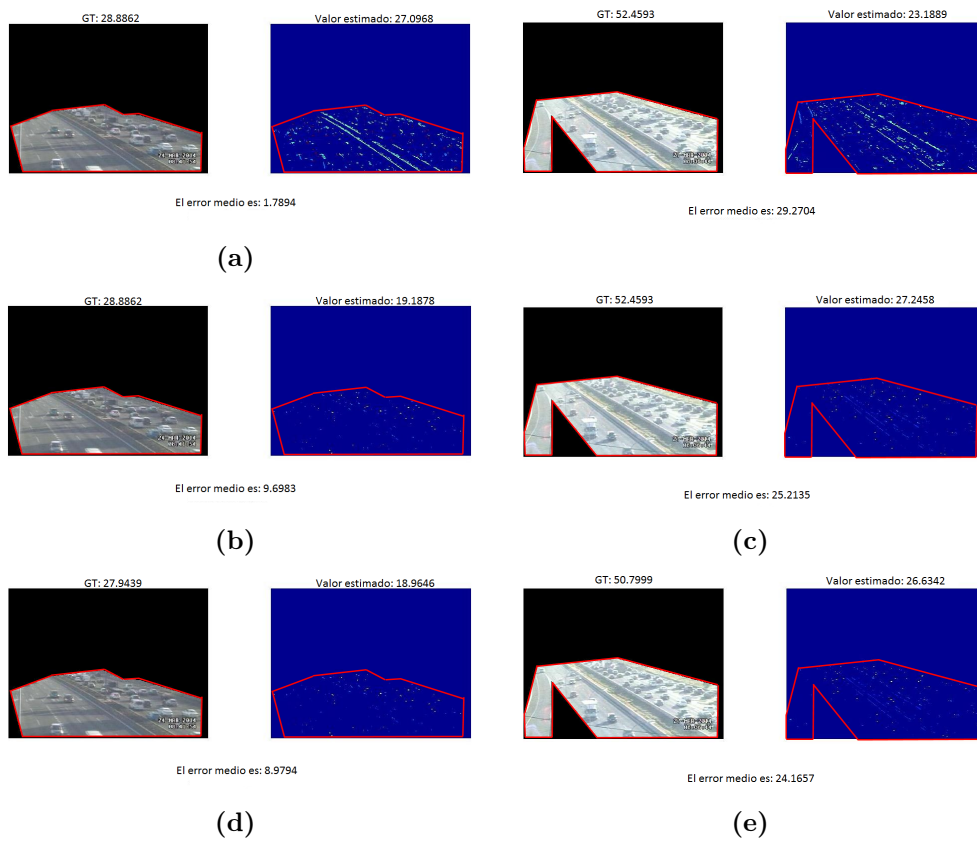 GT: 28.8862
Valor estimado: 27.0968
GT: 52.4593
Valor estimado: 23.1889
El error medio es: 1.7894
El error medio es: 29.2704
(a)
GT: 28.8862
Valor estimado: 19.1878
GT: 52.4593
Valor estimado: 27.2458
El error medio es: 9.6983
El error medio es: 25.2135
(b)
(c)
GT: 27.9439
Valor estimado: 18.9646
GT: 50.7999
Valor estimado: 26.6342
El error medio es: 8.9794
El error medio es: 24.1657
(d)
(e)